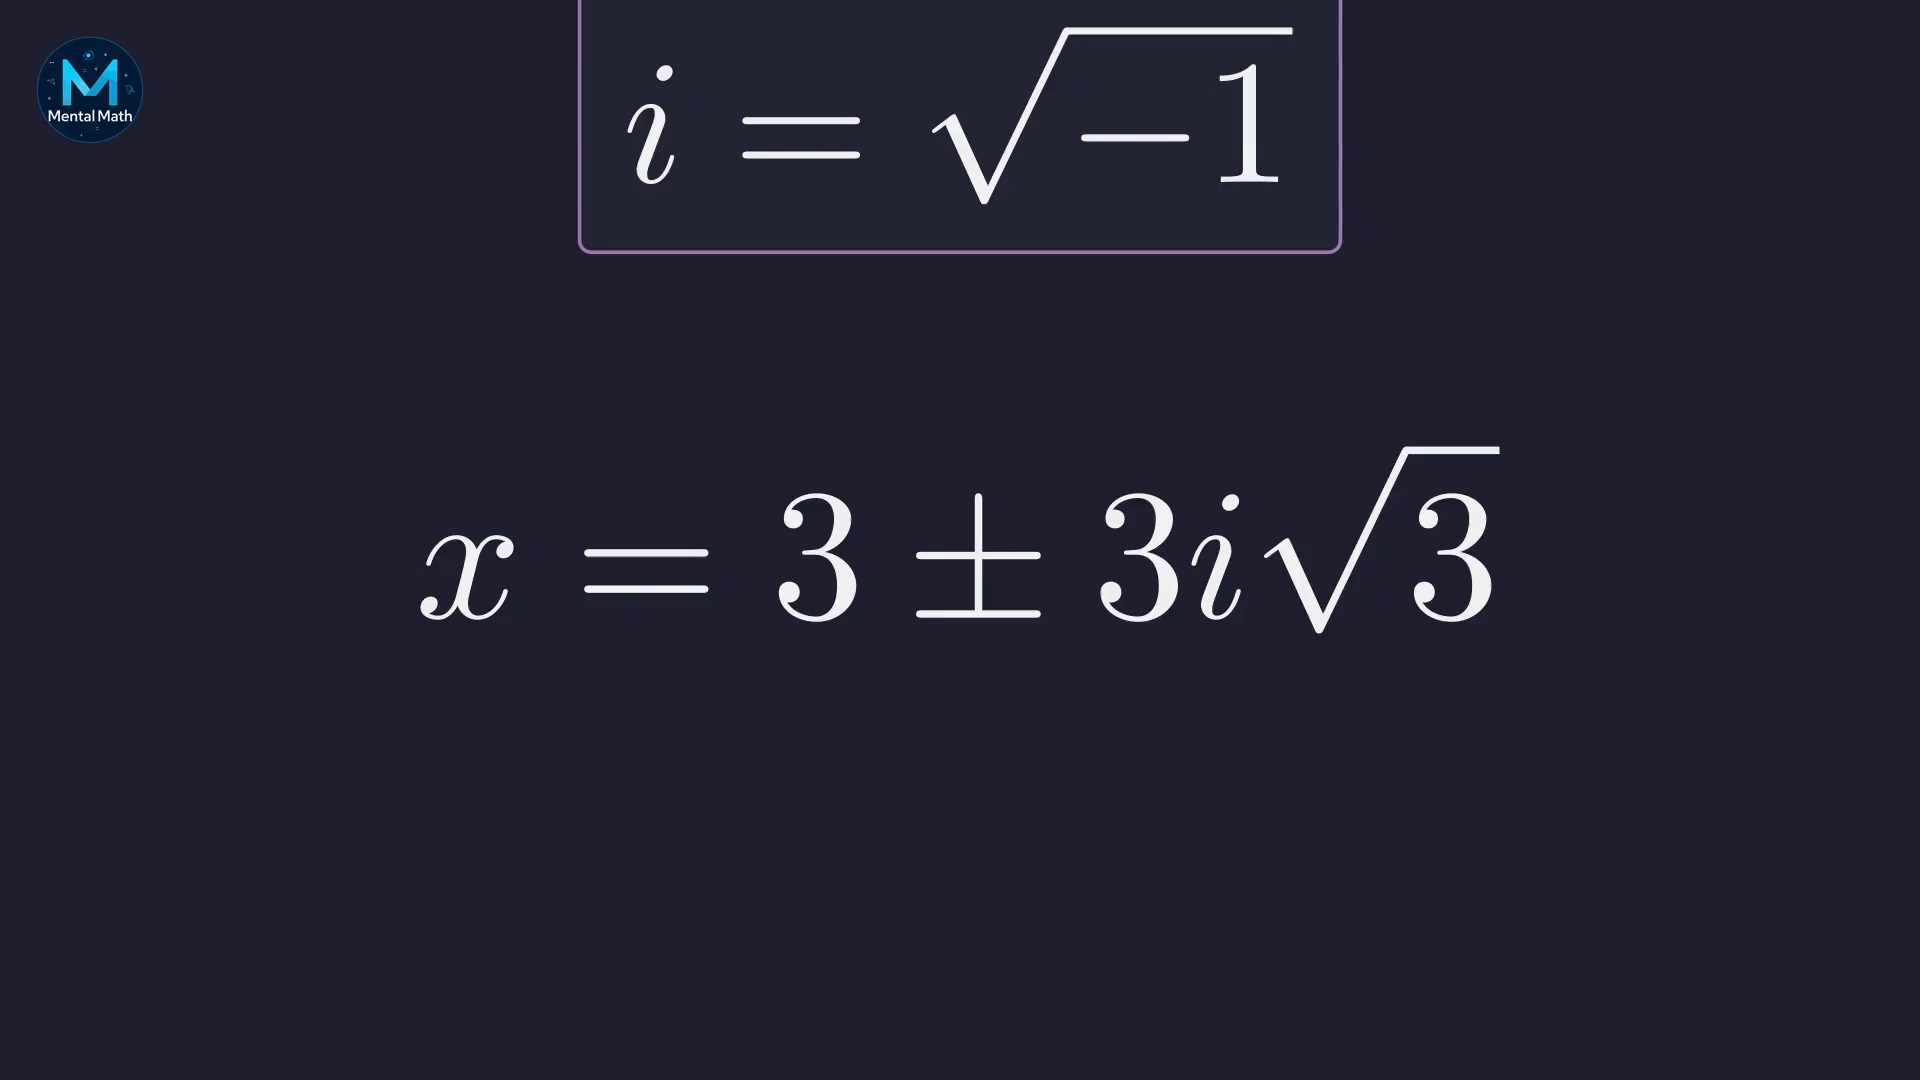 Mental Math
i = √−1
x = 3 ± 3i√3